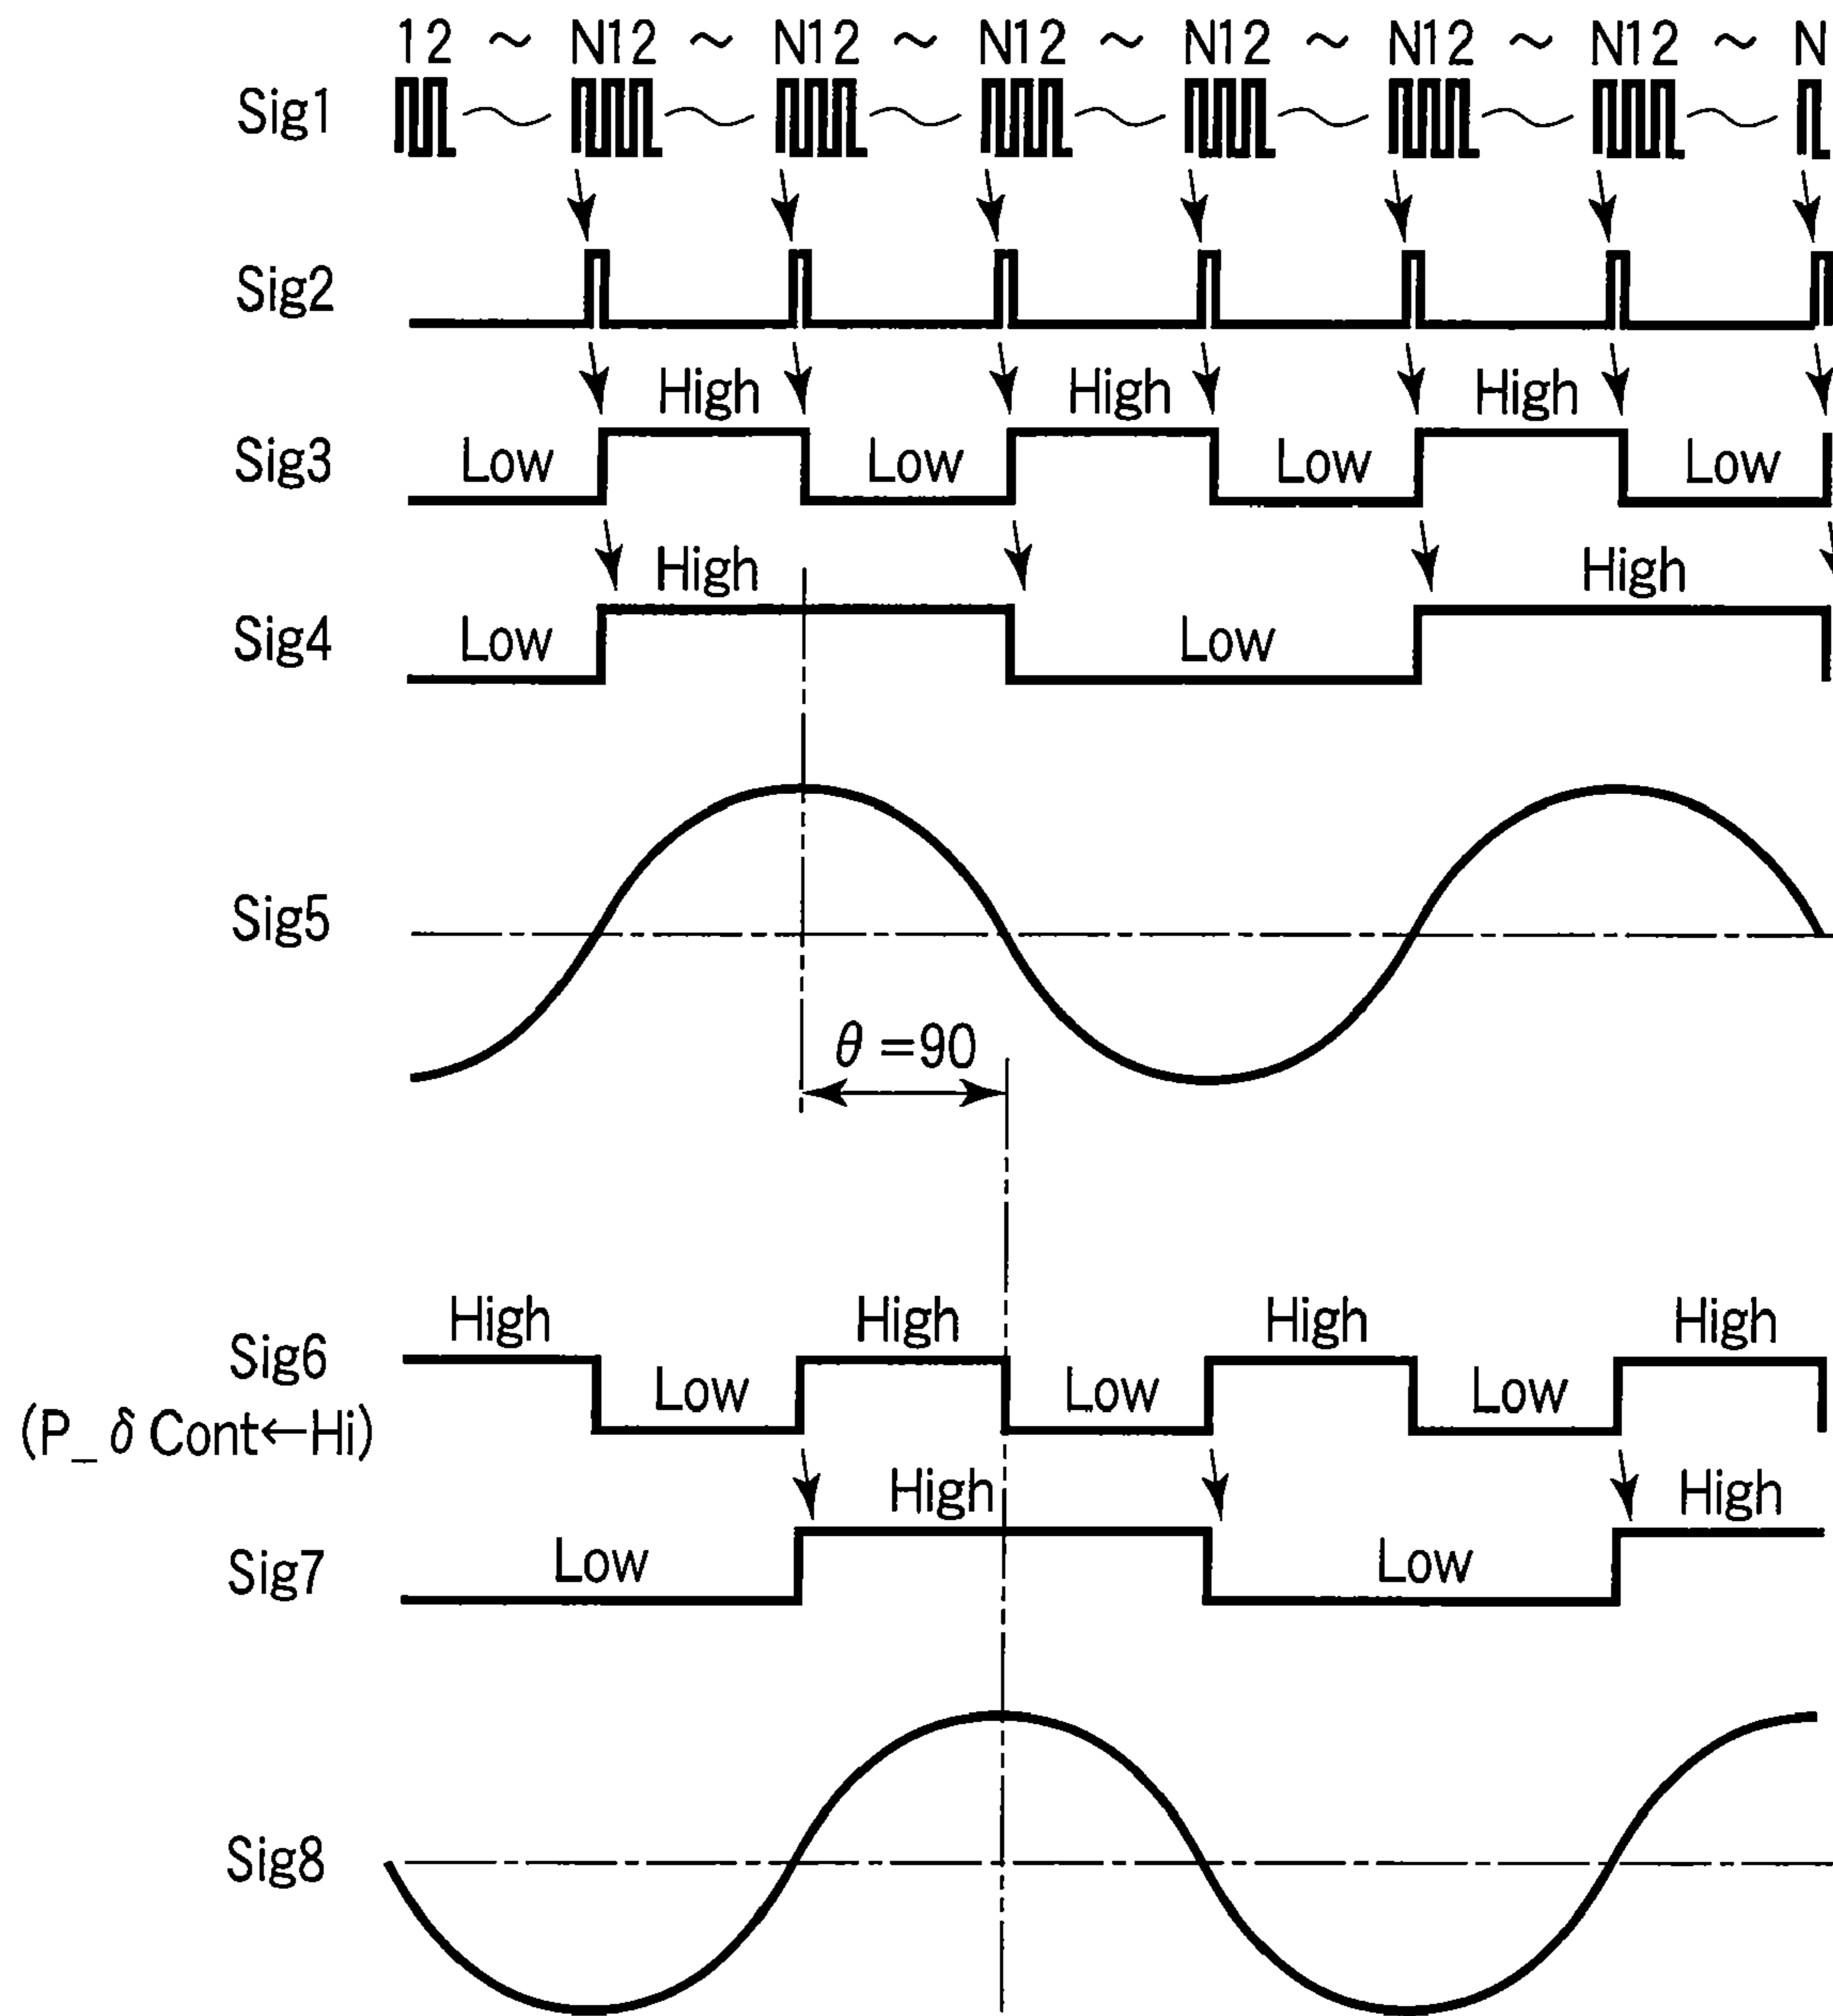 12 ～ N12 ～ N12 ～ N12 ～ N12 ～ N12 ～ N12 ～ N
Sig1
Sig2
High High High
Sig3 Low Low Low Low
High High
Sig4 Low Low
Sig5
θ=90
High High High High
Sig6 Low Low Low
(P_δ Cont←Hi)
High High
Sig7 Low Low
Sig8